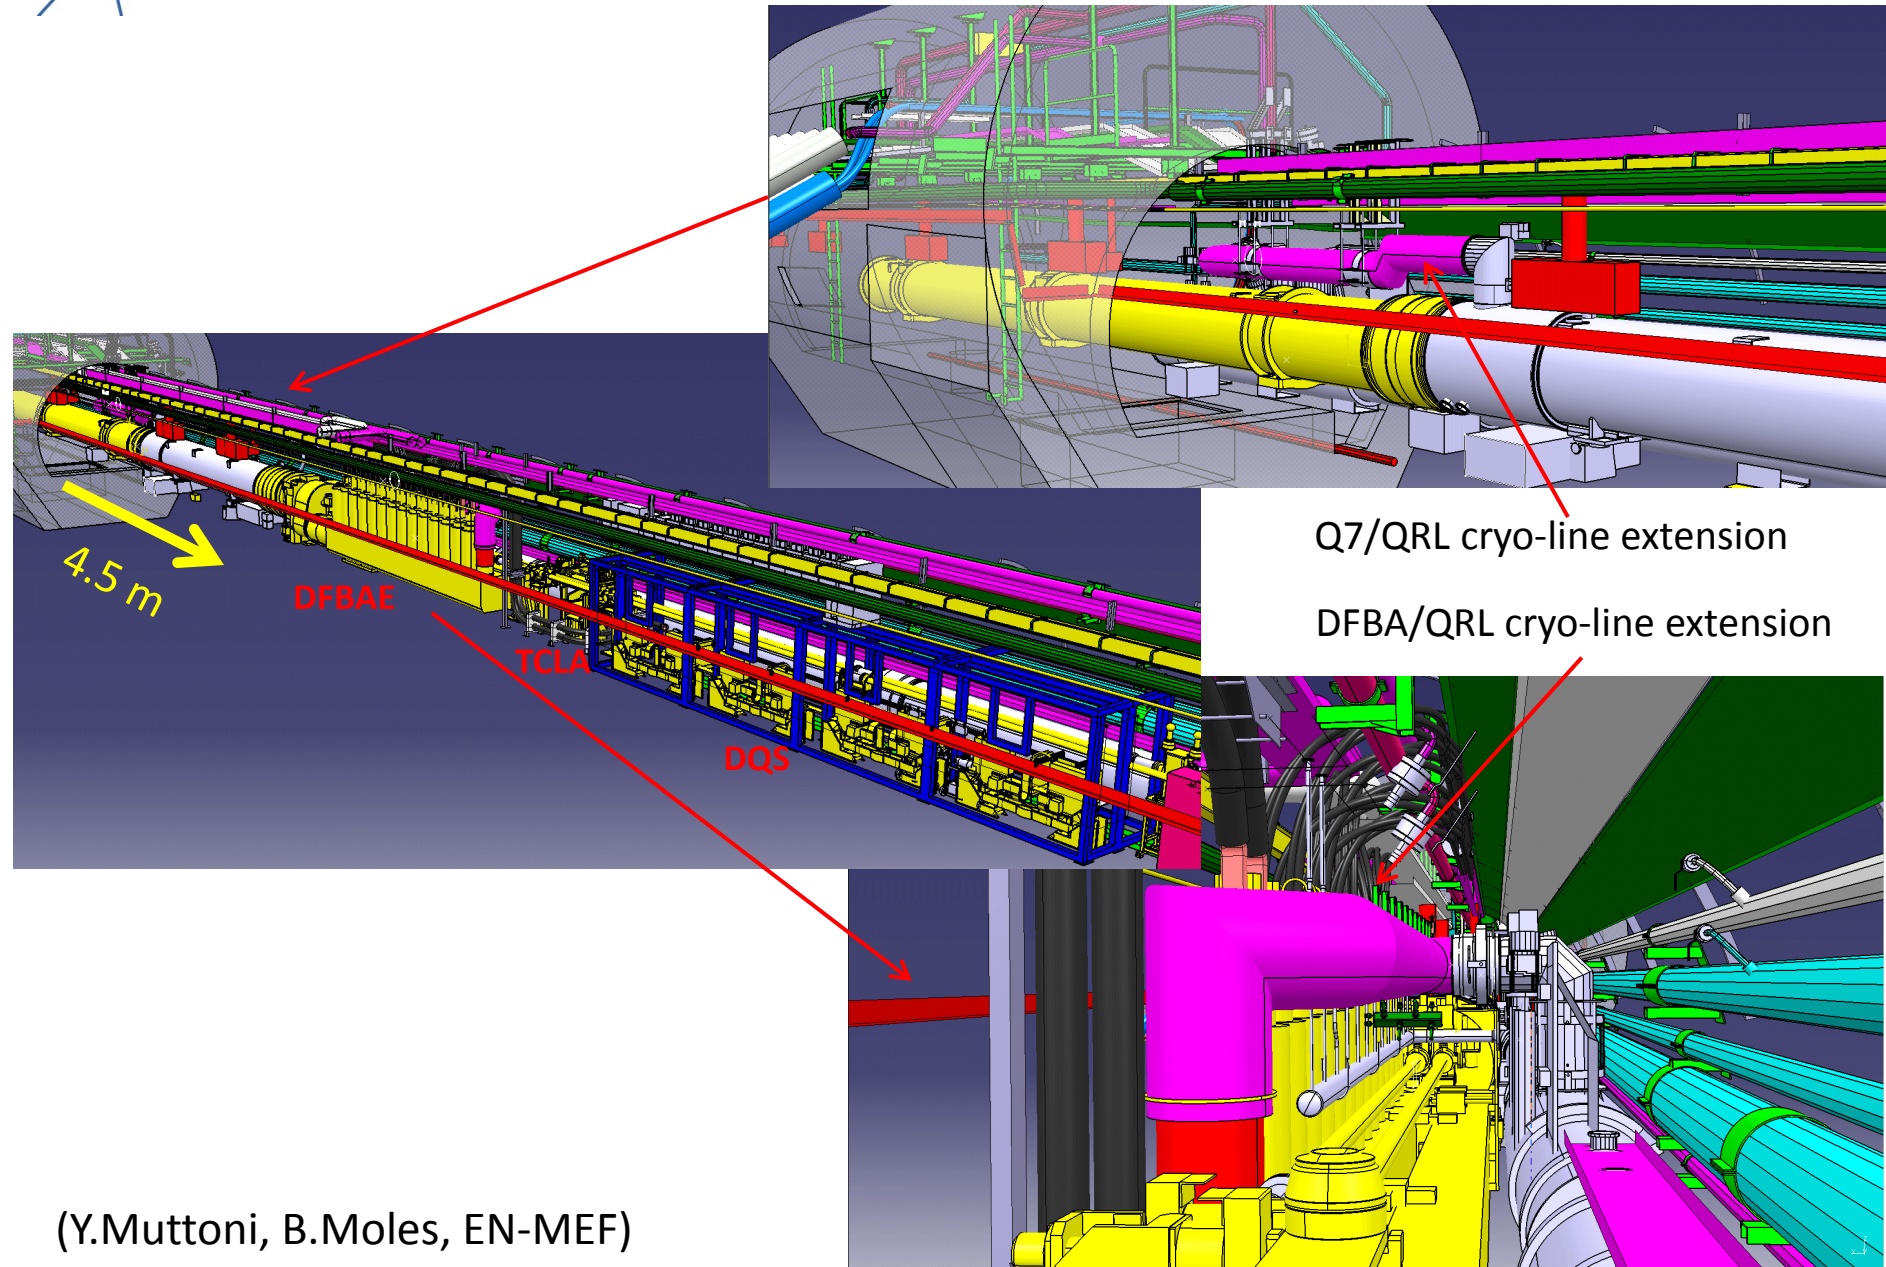 Q7/QRL cryo-line extension
4.5 m
DFBAE
DFBA/QRL cryo-line extension
TCLA
DQS
(Y.Muttoni, B.Moles, EN-MEF)